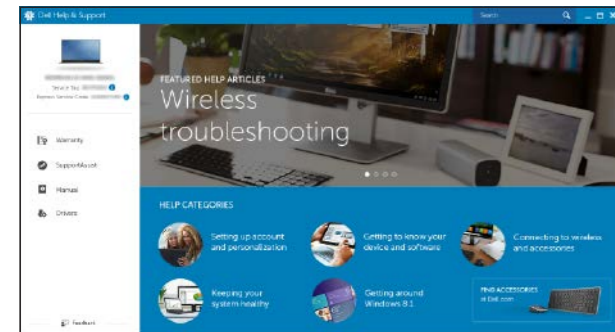 Dell Help & Support
Search
Service Tag:
Express Service Code:
Warranty
SupportAssist
Manual
Drivers
Feedback
FEATURED HELP ARTICLES
Wireless
troubleshooting
HELP CATEGORIES
Setting up account
and personalization
Getting to know your
device and software
Connecting to wireless
and accessories
Keeping your
system healthy
Getting around
Windows 8.1
FIND ACCESSORIES
at Dell.com